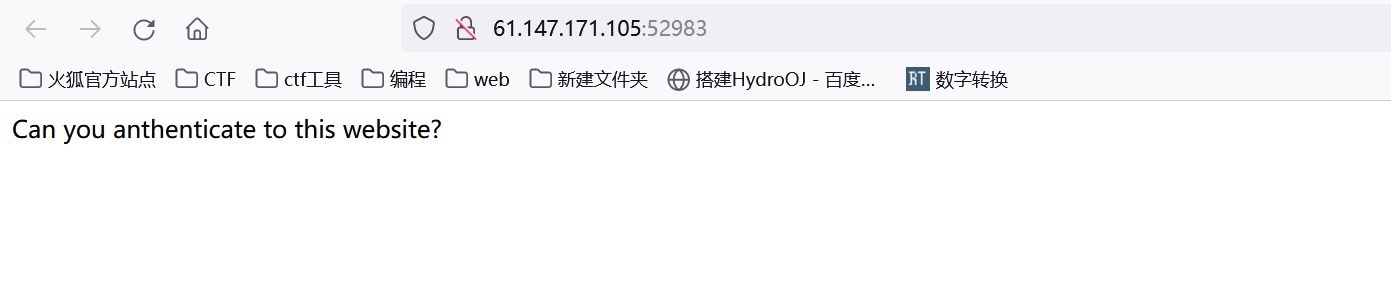 61.147.171.105:52983
火狐官方站点 CTF ctf工具 编程 web 新建文件夹 搭建HydroOJ - 百度... RT 数字转换
Can you anthenticate to this website?